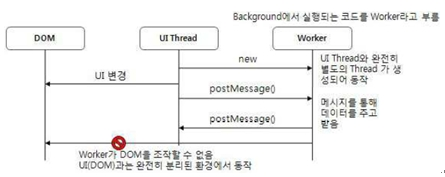 Background에서 실행되는 코드를 Worker라고 부름
DOM
UI Thread
Worker
new
UI Thread와 완전히
별도의 Thread 가 생
성되어 동작
UI 변경
postMessage()
메시지를 통해
데이터를 주고
받음
postMessage()
Worker가 DOM을 조작할 수 없음
UI(DOM)과는 완전히 분리된 환경에서 동작